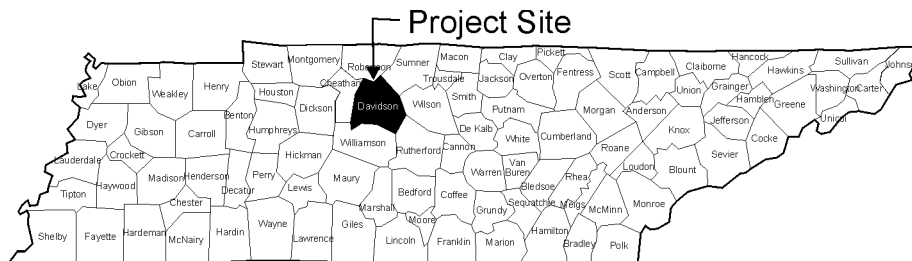 Project Site
Stewart Montgomery Robertson Sumner Macon Clay Pickett
Lake Obion Weakley Henry Houston Cheatham Trousdale Jackson Overton Fentress Scott Campbell Claiborne Hancock Hawkins Sullivan Johnson
Dickson Davidson Wilson Smith Putnam Morgan Anderson Union Grainger Hamblen Greene Washington Carter Unicoi
Dyer Gibson Carroll Benton Humphreys Williamson Rutherford Cannon De Kalb White Cumberland Roane Knox Jefferson Cocke
Lauderdale Crockett Madison Henderson Decatur Perry Hickman Lewis Maury Bedford Coffee Warren Van Buren Bledsoe Rhea Loudon Blount Sevier
Tipton Haywood Chester Marshall Moore Grundy Sequatchie Meigs McMinn Monroe
Shelby Fayette Hardeman McNairy Hardin Wayne Lawrence Giles Lincoln Franklin Marion Hamilton Bradley Polk